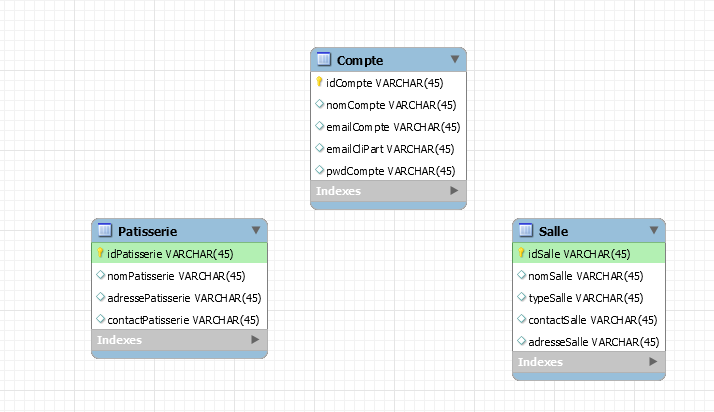 Compte
idCompte VARCHAR(45)
nomCompte VARCHAR(45)
emailCompte VARCHAR(45)
emailCliPart VARCHAR(45)
pwdCompte VARCHAR(45)
Indexes
Patisserie
idPatisserie VARCHAR(45)
nomPatisserie VARCHAR(45)
adressePatisserie VARCHAR(45)
contactPatisserie VARCHAR(45)
Indexes
Salle
idSalle VARCHAR(45)
nomSalle VARCHAR(45)
typeSalle VARCHAR(45)
contactSalle VARCHAR(45)
adresseSalle VARCHAR(45)
Indexes